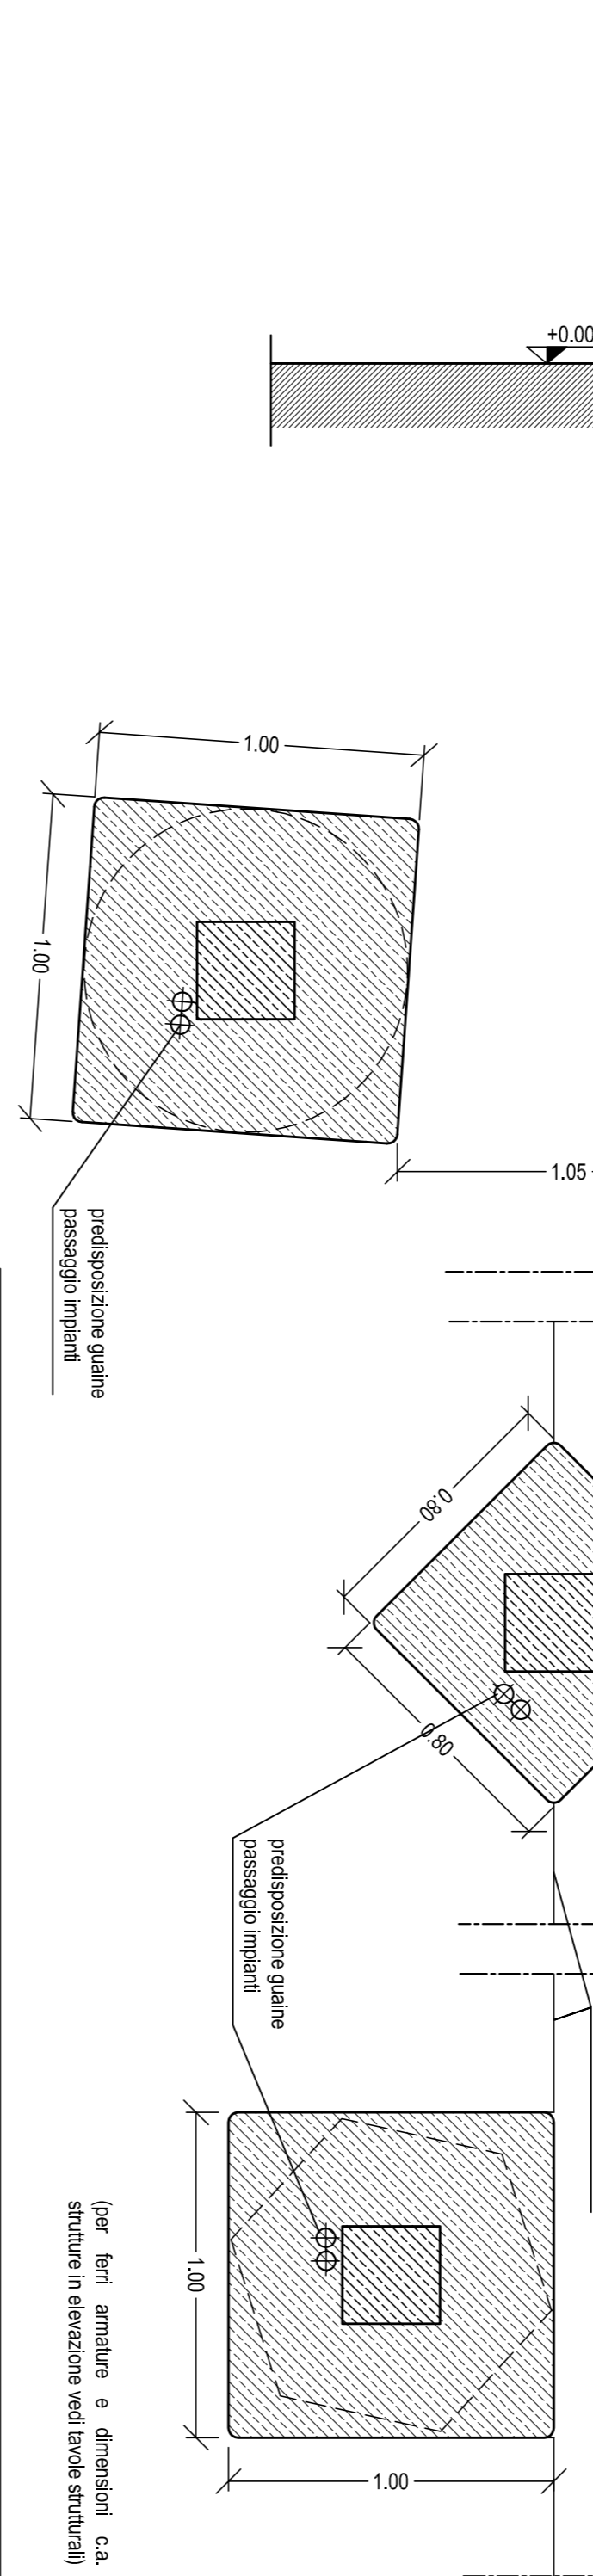 +0.00
1.00
1.00
1.05
predisposizione guaine
passaggio impianti
0.80
0.80
predisposizione guaine
passaggio impianti
1.00
1.00
(per ferri armature e dimensioni c.a.
strutture in elevazione vedi tavole strutturali)